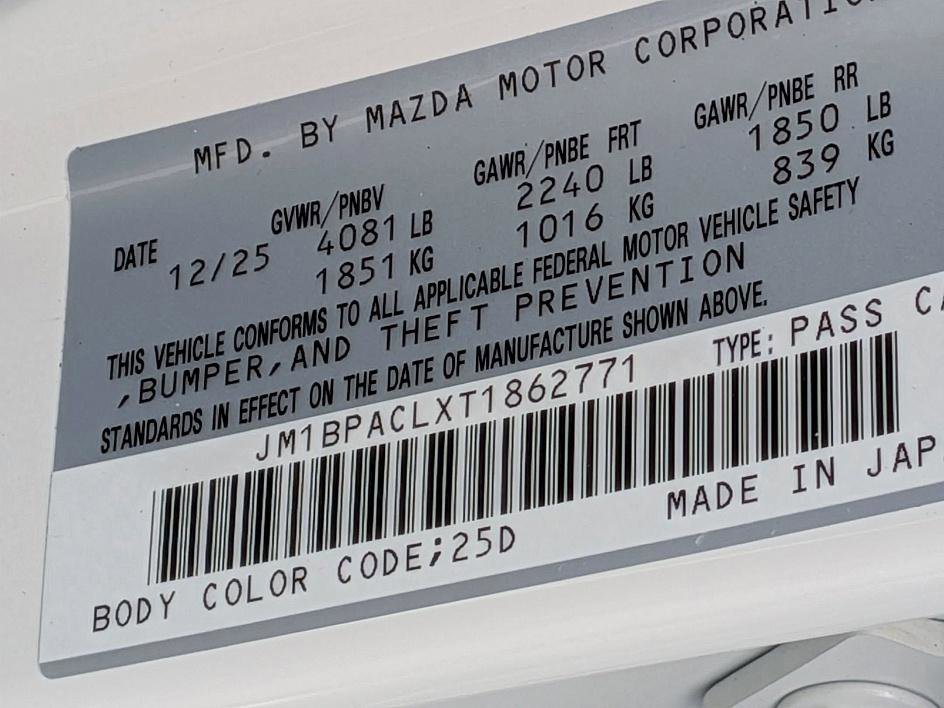 MFD. BY MAZDA MOTOR CORPORATI
DATE GVWR/PNBV GAWR/PNBE FRT GAWR/PNBE RR
12/25 4081 LB 2240 LB 1850 LB
1851 KG 1016 KG 839 KG
THIS VEHICLE CONFORMS TO ALL APPLICABLE FEDERAL MOTOR VEHICLE SAFETY
,BUMPER,AND THEFT PREVENTION
STANDARDS IN EFFECT ON THE DATE OF MANUFACTURE SHOWN ABOVE.
JM1BPACLXT1862771 TYPE: PASS CA
MADE IN JAP
BODY COLOR CODE;25D